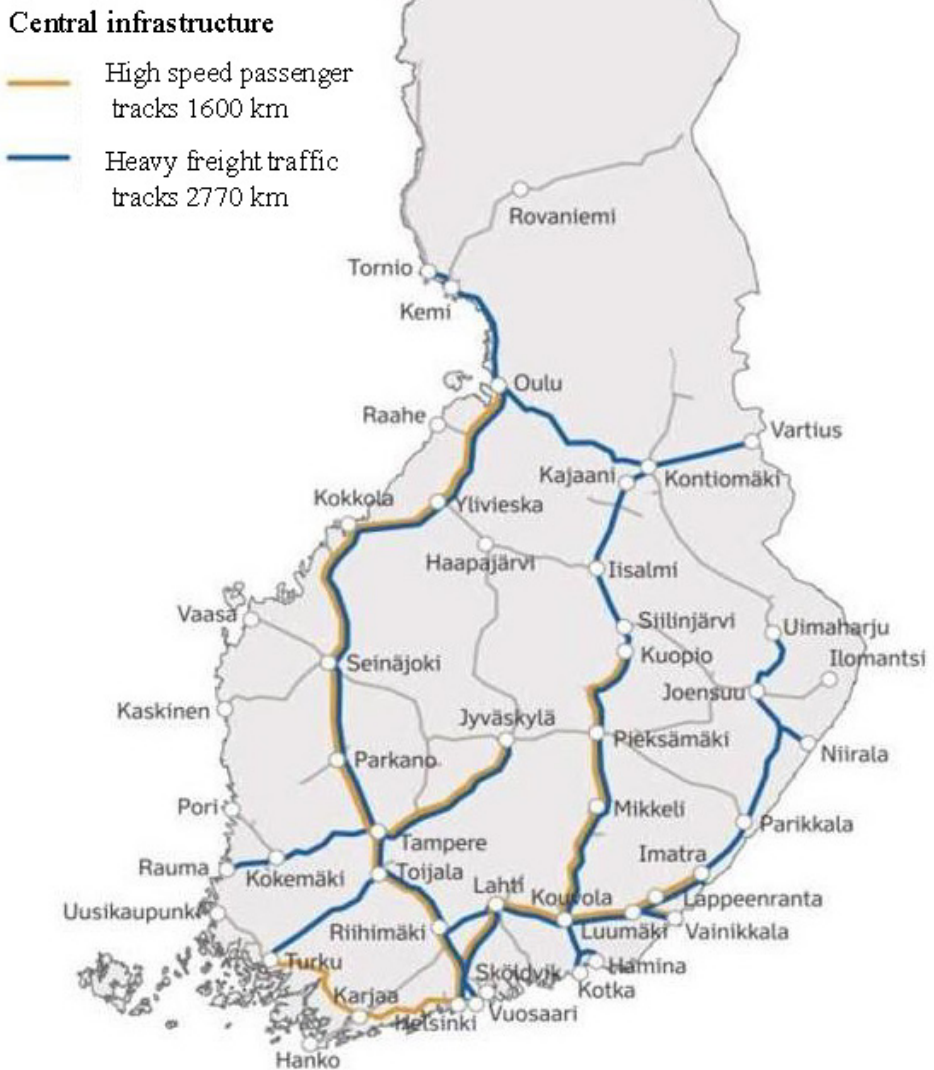 Central infrastructure
High speed passenger
tracks 1600 km
Heavy freight traffic
tracks 2770 km
Rovaniemi
Tornio
Kemi
Oulu
Raahe
Vartius
Kajaani
Kontiomäki
Kokkola
Ylivieska
Haapajärvi
Iisalmi
Vaasa
Siilinjärvi
Uimaharju
Kuopio
Ilomantsi
Seinäjoki
Joensuu
Kaskinen
Jyväskylä
Pieksämäki
Niirala
Parkano
Pori
Mikkeli
Parikkala
Tampere
Imatra
Rauma
Kokemäki
Toijala
Lahti
Kouvola
Lappeenranta
Uusikaupunki
Riihimäki
Luumäki
Vainikkala
Turku
Sköldvik
Hamina
Kotka
Karjaa
Helsinki
Vuosaari
Hanko